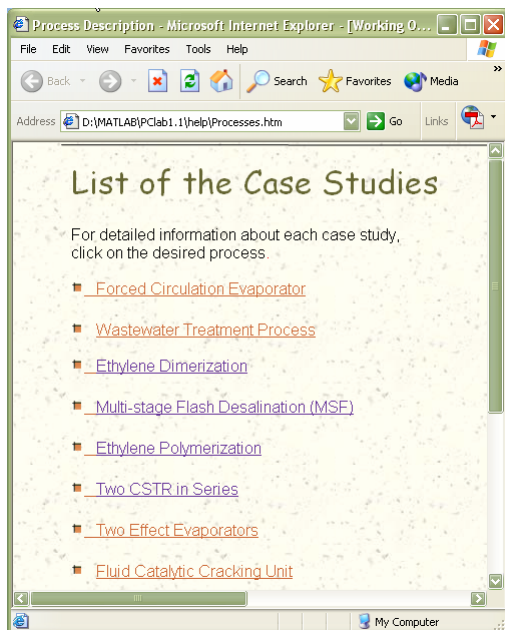 Process Description - Microsoft Internet Explorer - [Working O...
File Edit View Favorites Tools Help
Back Search Favorites Media »
Address D:\MATLAB\PClab1.1\help\Processes.htm Go Links
List of the Case Studies
For detailed information about each case study,
click on the desired process.
Forced Circulation Evaporator
Wastewater Treatment Process
Ethylene Dimerization
Multi-stage Flash Desalination (MSF)
Ethylene Polymerization
Two CSTR in Series
Two Effect Evaporators
Fluid Catalytic Cracking Unit
My Computer